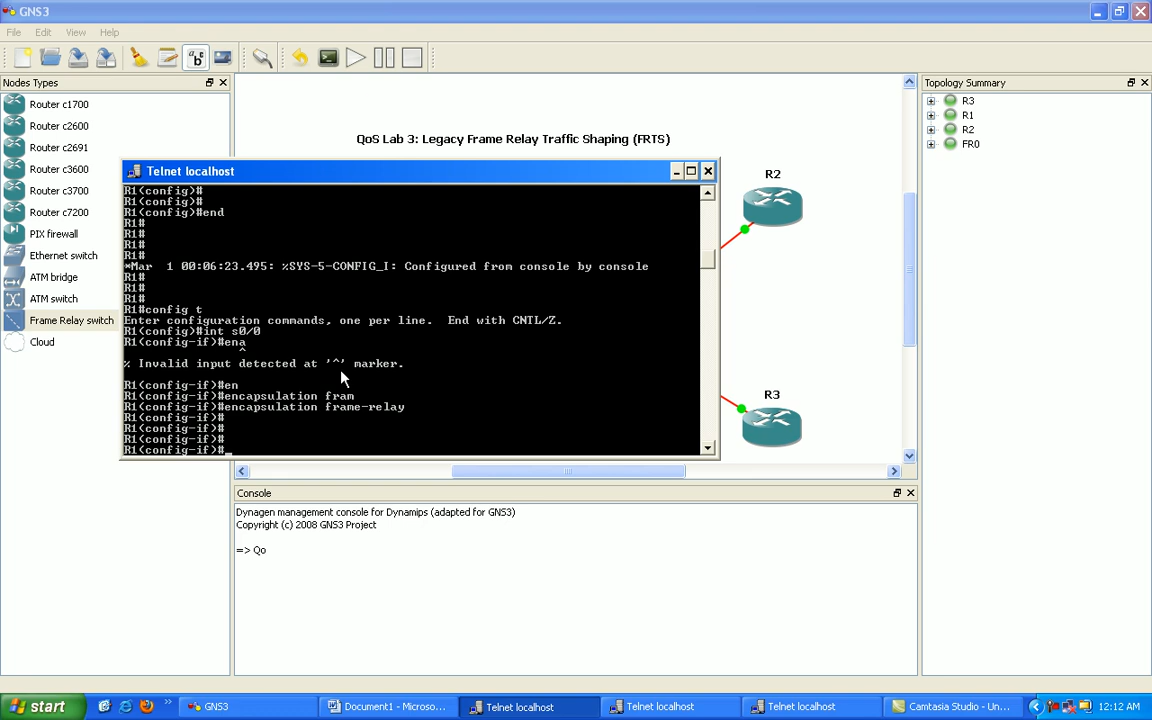 GNS3
File Edit View Help
Nodes Types
Router c1700
Router c2600
Router c2691
Router c3600
Router c3700
Router c7200
PIX firewall
Ethernet switch
ATM bridge
ATM switch
Frame Relay switch
Cloud
QoS Lab 3: Legacy Frame Relay Traffic Shaping (FRTS)
R2
R3
Telnet localhost
R1(config)#
R1(config)#
R1(config)#end
R1#
R1#
R1#
R1#
*Mar  1 00:06:23.495: %SYS-5-CONFIG_I: Configured from console by console
R1#
R1#
R1#
R1#config t
Enter configuration commands, one per line.  End with CNTL/Z.
R1(config)#int s0/0
R1(config-if)#ena
^
% Invalid input detected at '^' marker.
R1(config-if)#en
R1(config-if)#encapsulation fram
R1(config-if)#encapsulation frame-relay
R1(config-if)#
R1(config-if)#
R1(config-if)#
R1(config-if)#_
Topology Summary
R3
R1
R2
FR0
Console
Dynagen management console for Dynamips (adapted for GNS3)
Copyright (c) 2008 GNS3 Project
=> Qo
start
GNS3
Document1 - Microso...
Telnet localhost
Telnet localhost
Telnet localhost
Camtasia Studio - Un...
12:12 AM